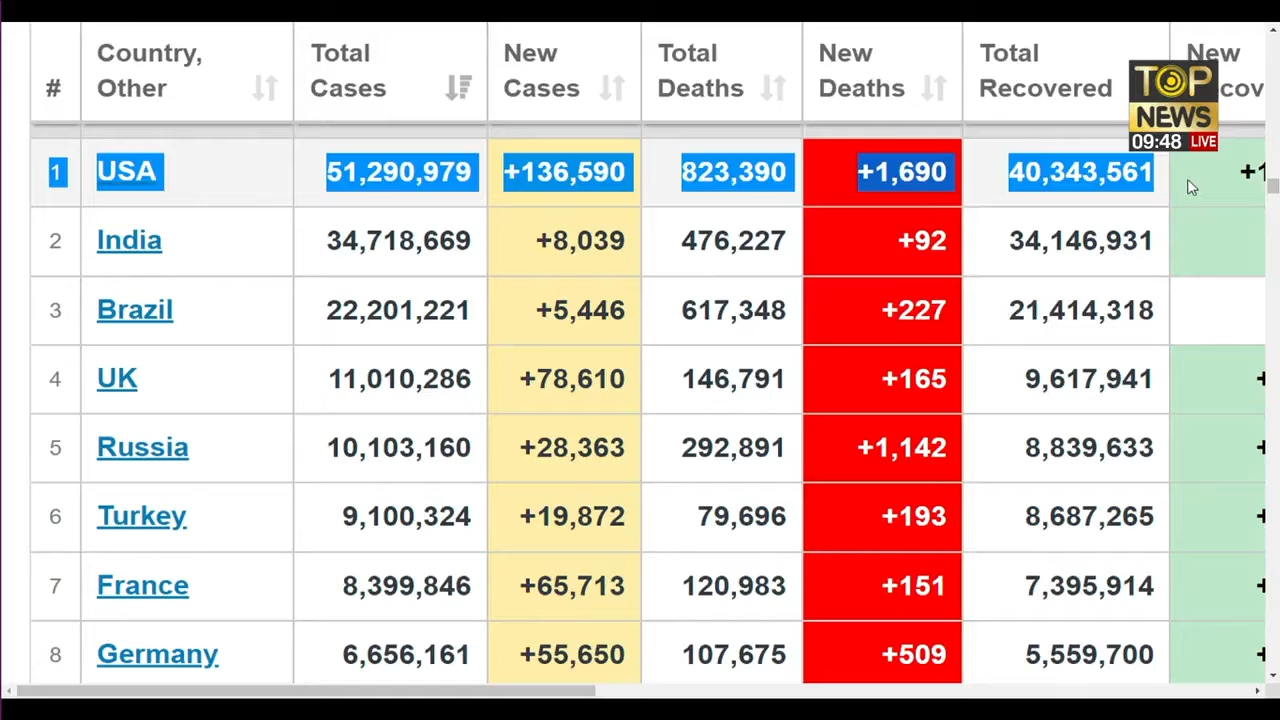 # Country, Other Total Cases New Cases Total Deaths New Deaths Total Recovered New
TOP
NEWS
09:48 LIVE
1 USA 51,290,979 +136,590 823,390 +1,690 40,343,561 +1
2 India 34,718,669 +8,039 476,227 +92 34,146,931
3 Brazil 22,201,221 +5,446 617,348 +227 21,414,318
4 UK 11,010,286 +78,610 146,791 +165 9,617,941 +
5 Russia 10,103,160 +28,363 292,891 +1,142 8,839,633 +
6 Turkey 9,100,324 +19,872 79,696 +193 8,687,265 +
7 France 8,399,846 +65,713 120,983 +151 7,395,914 +
8 Germany 6,656,161 +55,650 107,675 +509 5,559,700 +